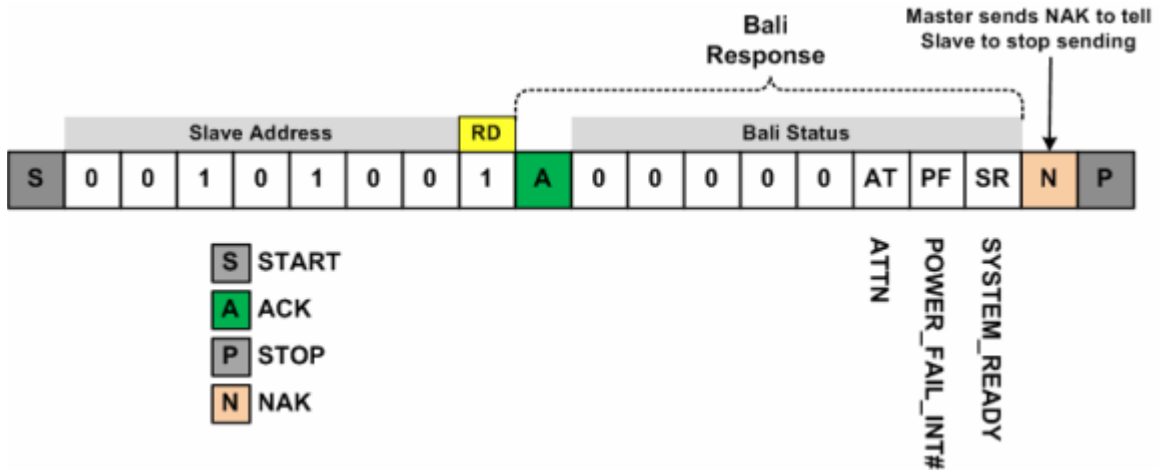 Bali
Response
Master sends NAK to tell
Slave to stop sending
Slave Address RD Bali Status
S 0 0 1 0 1 0 0 1 A 0 0 0 0 0 AT PF SR N P
ATTN
POWER_FAIL_INT#
SYSTEM_READY
S START
A ACK
P STOP
N NAK